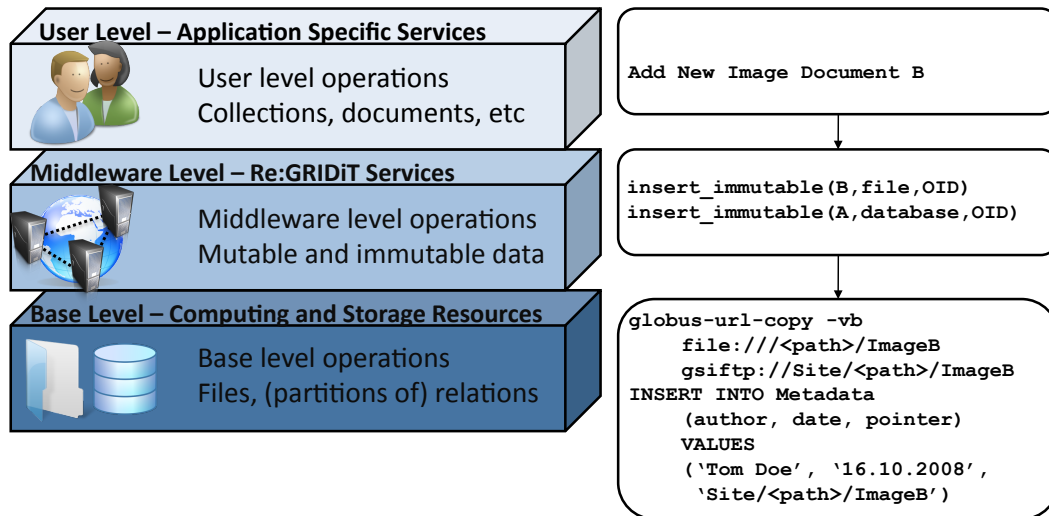 User Level – Application Specific Services
User level operations
Collections, documents, etc
Middleware Level – Re:GRIDiT Services
Middleware level operations
Mutable and immutable data
Base Level – Computing and Storage Resources
Base level operations
Files, (partitions of) relations
Add New Image Document B
insert_immutable(B,file,OID)
insert_immutable(A,database,OID)
globus-url-copy -vb
file:///<path>/ImageB
gsiftp://Site/<path>/ImageB
INSERT INTO Metadata
(author, date, pointer)
VALUES
(‘Tom Doe’, ‘16.10.2008’,
‘Site/<path>/ImageB’)